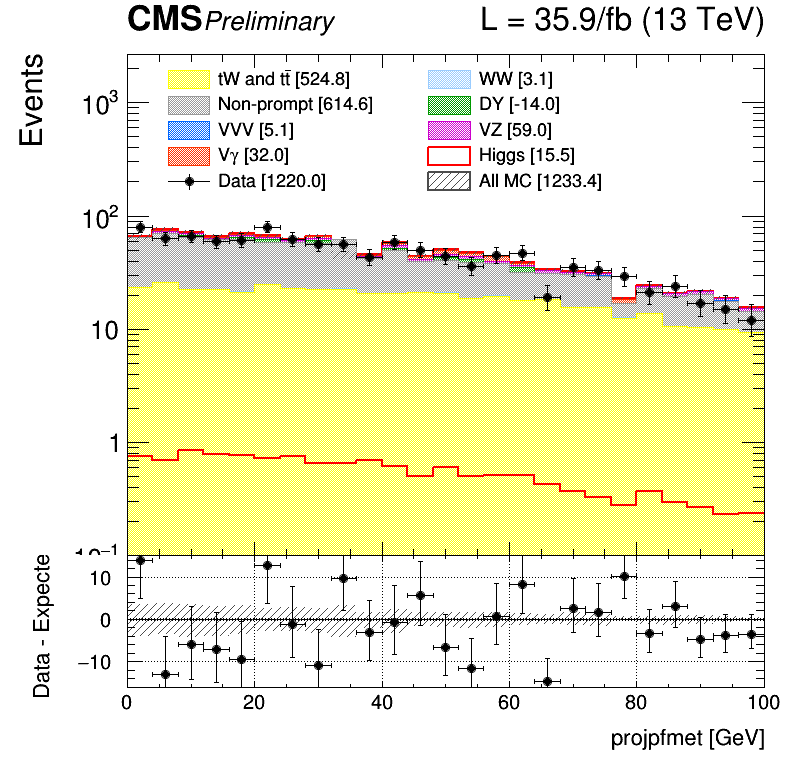 CMS Preliminary L = 35.9/fb (13 TeV)
Events
tW and tt̄ [524.8]
WW [3.1]
Non-prompt [614.6]
DY [-14.0]
VVV [5.1]
VZ [59.0]
Vγ [32.0]
Higgs [15.5]
Data [1220.0]
All MC [1233.4]
10³
10²
10
1
Data - Expecte
10
0
−10
0 20 40 60 80 100
projpfmet [GeV]